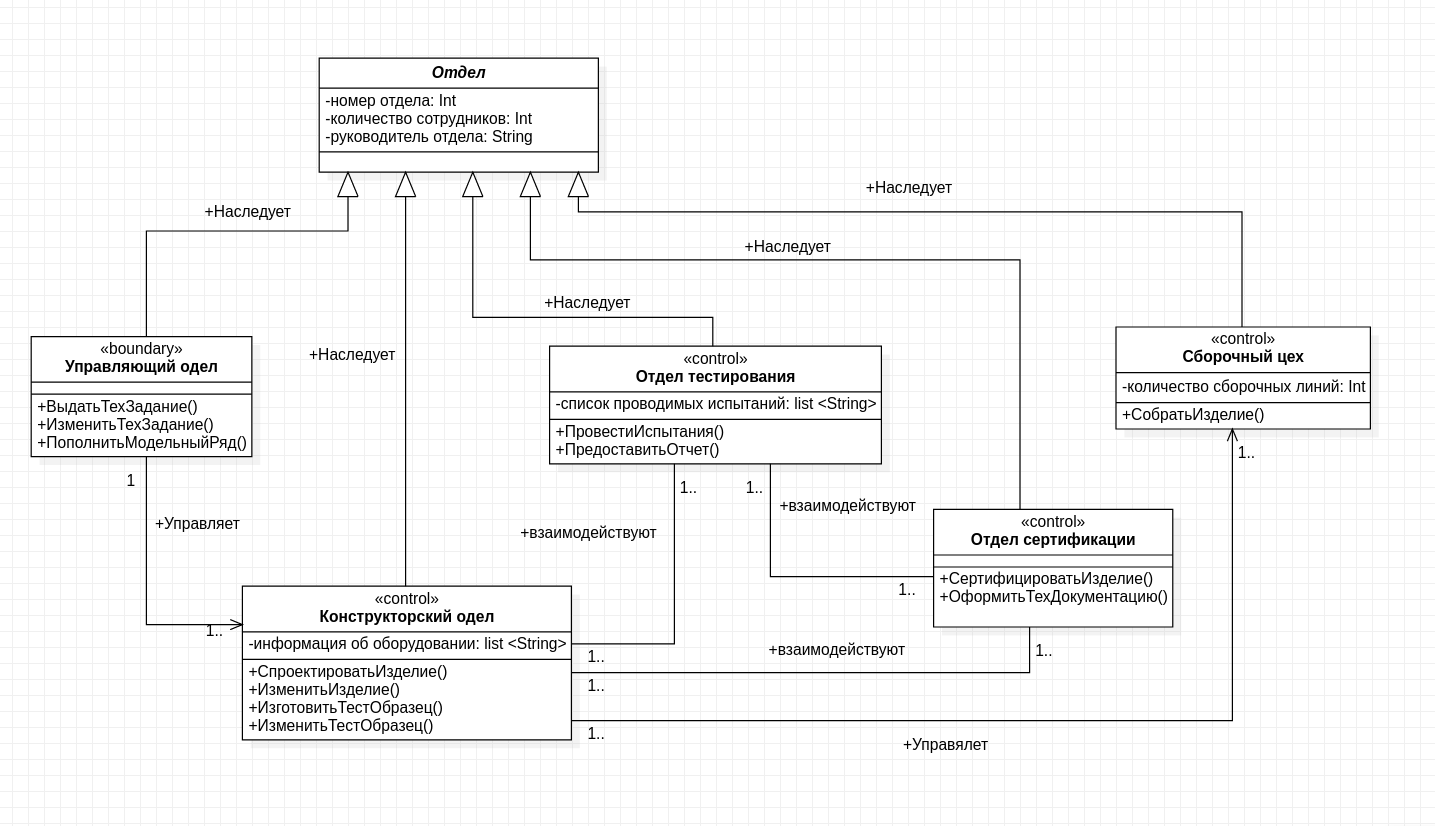 Отдел
-номер отдела: Int
-количество сотрудников: Int
-руководитель отдела: String
+Наследует
+Наследует
+Наследует
+Наследует
+Наследует
«boundary»
Управляющий одел
+ВыдатьТехЗадание()
+ИзменитьТехЗадание()
+ПополнитьМодельныйРяд()
«control»
Отдел тестирования
-список проводимых испытаний: list <String>
+ПровестиИспытания()
+ПредоставитьОтчет()
«control»
Сборочный цех
-количество сборочных линий: Int
+СобратьИзделие()
1
+Управляет
1..
1..
1..
1..
+взаимодействуют
+взаимодействуют
«control»
Отдел сертификации
+СертифицироватьИзделие()
+ОформитьТехДокументацию()
1..
«control»
Конструкторский одел
-информация об оборудовании: list <String>
+СпроектироватьИзделие()
+ИзменитьИзделие()
+ИзготовитьТестОбразец()
+ИзменитьТестОбразец()
1..
+взаимодействуют
1..
1..
1..
+Управялет